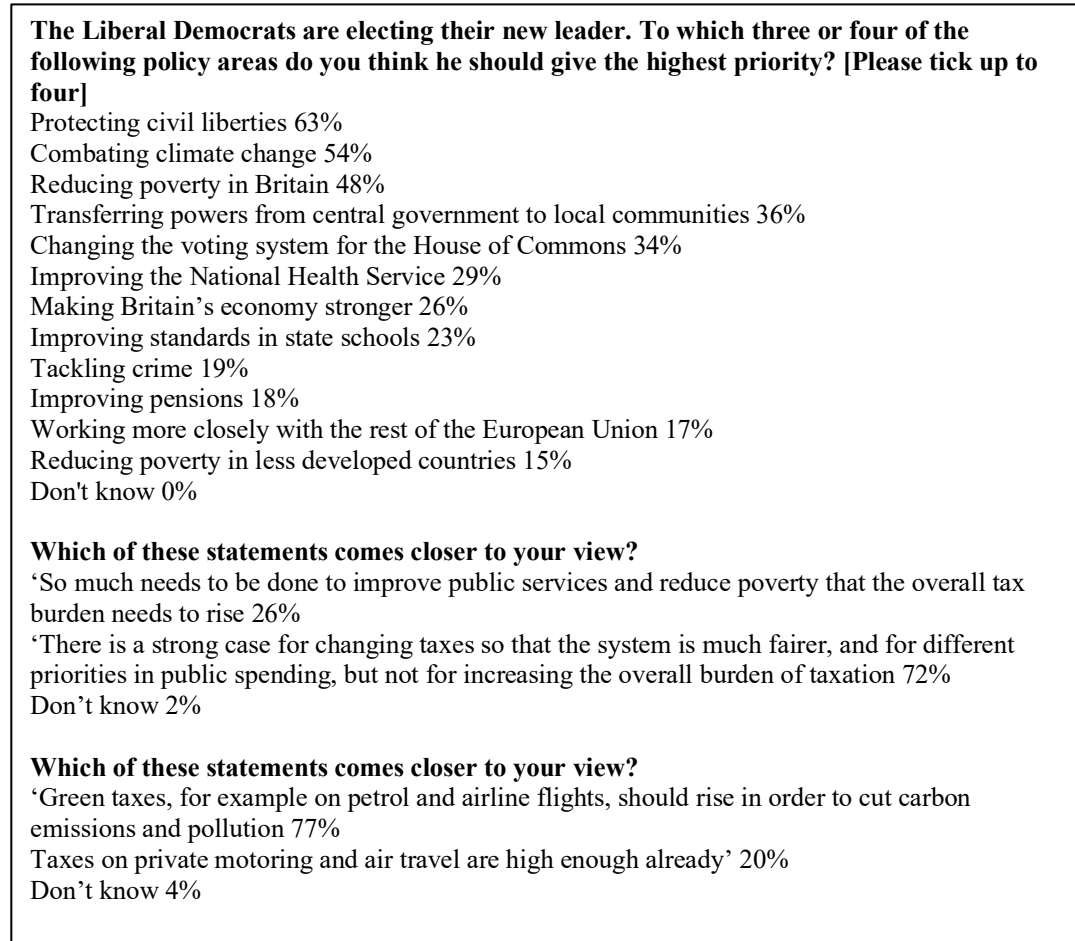 The Liberal Democrats are electing their new leader. To which three or four of the
following policy areas do you think he should give the highest priority? [Please tick up to
four]
Protecting civil liberties 63%
Combating climate change 54%
Reducing poverty in Britain 48%
Transferring powers from central government to local communities 36%
Changing the voting system for the House of Commons 34%
Improving the National Health Service 29%
Making Britain’s economy stronger 26%
Improving standards in state schools 23%
Tackling crime 19%
Improving pensions 18%
Working more closely with the rest of the European Union 17%
Reducing poverty in less developed countries 15%
Don't know 0%
Which of these statements comes closer to your view?
‘So much needs to be done to improve public services and reduce poverty that the overall tax
burden needs to rise 26%
‘There is a strong case for changing taxes so that the system is much fairer, and for different
priorities in public spending, but not for increasing the overall burden of taxation 72%
Don’t know 2%
Which of these statements comes closer to your view?
‘Green taxes, for example on petrol and airline flights, should rise in order to cut carbon
emissions and pollution 77%
Taxes on private motoring and air travel are high enough already’ 20%
Don’t know 4%